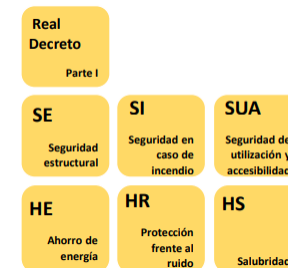 Real
Decreto
Parte I
SE
Seguridad
estructural
SI
Seguridad en
caso de
incendio
SUA
Seguridad de
utilización y
accesibilidad
HE
Ahorro de
energía
HR
Protección
frente al
ruido
HS
Salubridad